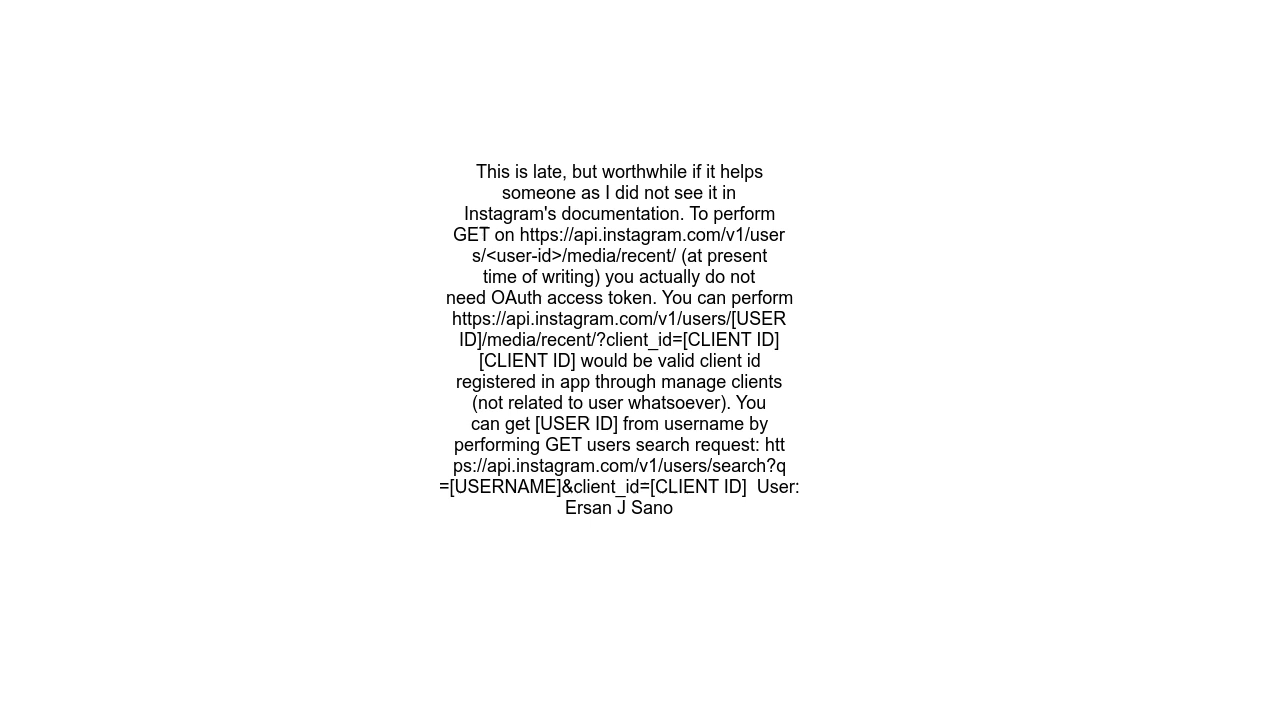 This is late, but worthwhile if it helps
someone as I did not see it in
Instagram's documentation. To perform
GET on https://api.instagram.com/v1/user
s/<user-id>/media/recent/ (at present
time of writing) you actually do not
need OAuth access token. You can perform
https://api.instagram.com/v1/users/[USER
ID]/media/recent/?client_id=[CLIENT ID]
[CLIENT ID] would be valid client id
registered in app through manage clients
(not related to user whatsoever). You
can get [USER ID] from username by
performing GET users search request: htt
ps://api.instagram.com/v1/users/search?q
=[USERNAME]&client_id=[CLIENT ID]  User:
Ersan J Sano